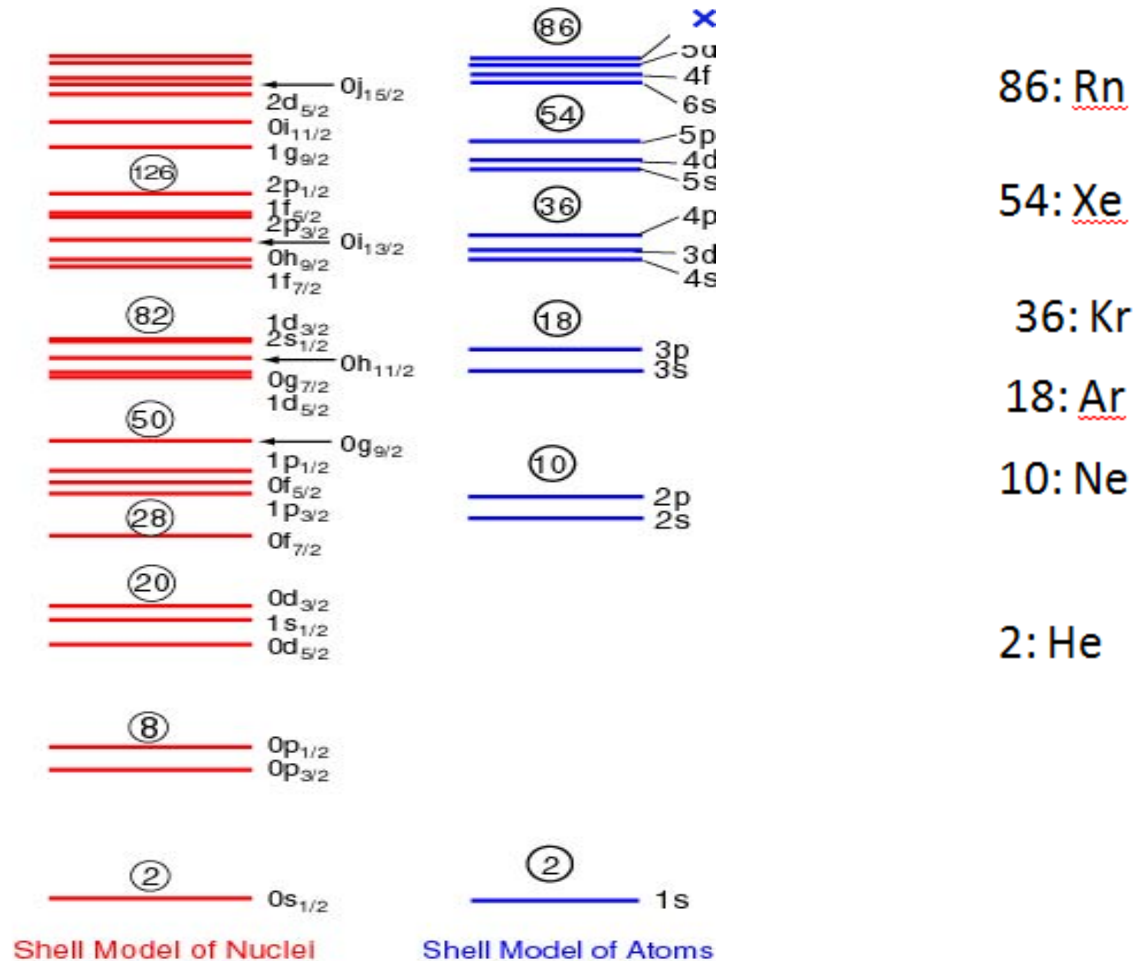 86
5d
4f
6s
86: Rn
0j15/2
2d5/2
0i11/2
1g9/2
54
5p
4d
5s
126
2p1/2
1f5/2
2p3/2
0i13/2
0h9/2
1f7/2
36
4p
3d
4s
54: Xe
82
1d3/2
2s1/2
0h11/2
0g7/2
1d5/2
18
3p
3s
36: Kr
18: Ar
50
0g9/2
1p1/2
0f5/2
1p3/2
28
0f7/2
10
2p
2s
10: Ne
20
0d3/2
1s1/2
0d5/2
2: He
8
0p1/2
0p3/2
2
0s1/2
2
1s
Shell Model of Nuclei
Shell Model of Atoms